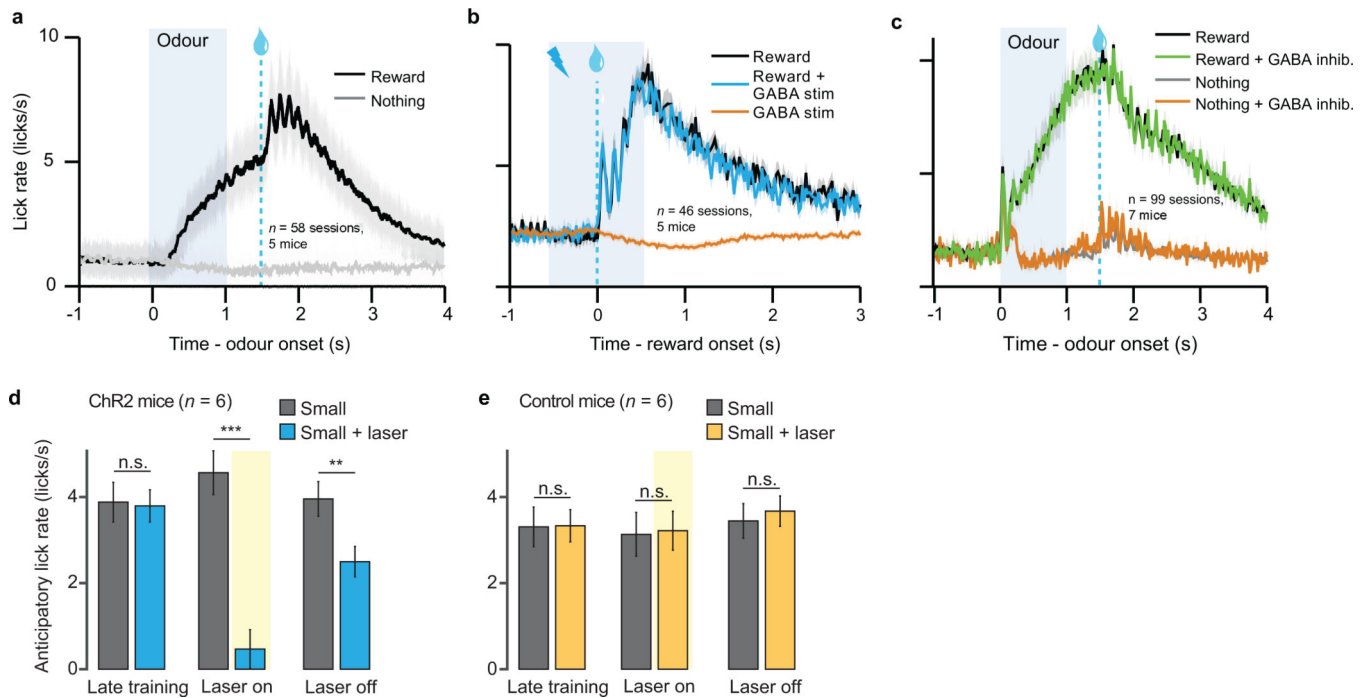 a
Odour
Reward
Nothing
n = 58 sessions,
5 mice
Lick rate (licks/s)
10
5
0
-1 0 1 2 3 4
Time - odour onset (s)
b
Reward
Reward +
GABA stim
GABA stim
n = 46 sessions,
5 mice
-1 0 1 2 3
Time - reward onset (s)
c
Odour
Reward
Reward + GABA inhib.
Nothing
Nothing + GABA inhib.
n = 99 sessions,
7 mice
-1 0 1 2 3 4
Time - odour onset (s)
d
ChR2 mice (n = 6)
Small
Small + laser
Anticipatory lick rate (licks/s)
4
2
0
n.s. *** **
Late training Laser on Laser off
e
Control mice (n = 6)
Small
Small + laser
4
2
0
n.s. n.s. n.s.
Late training Laser on Laser off